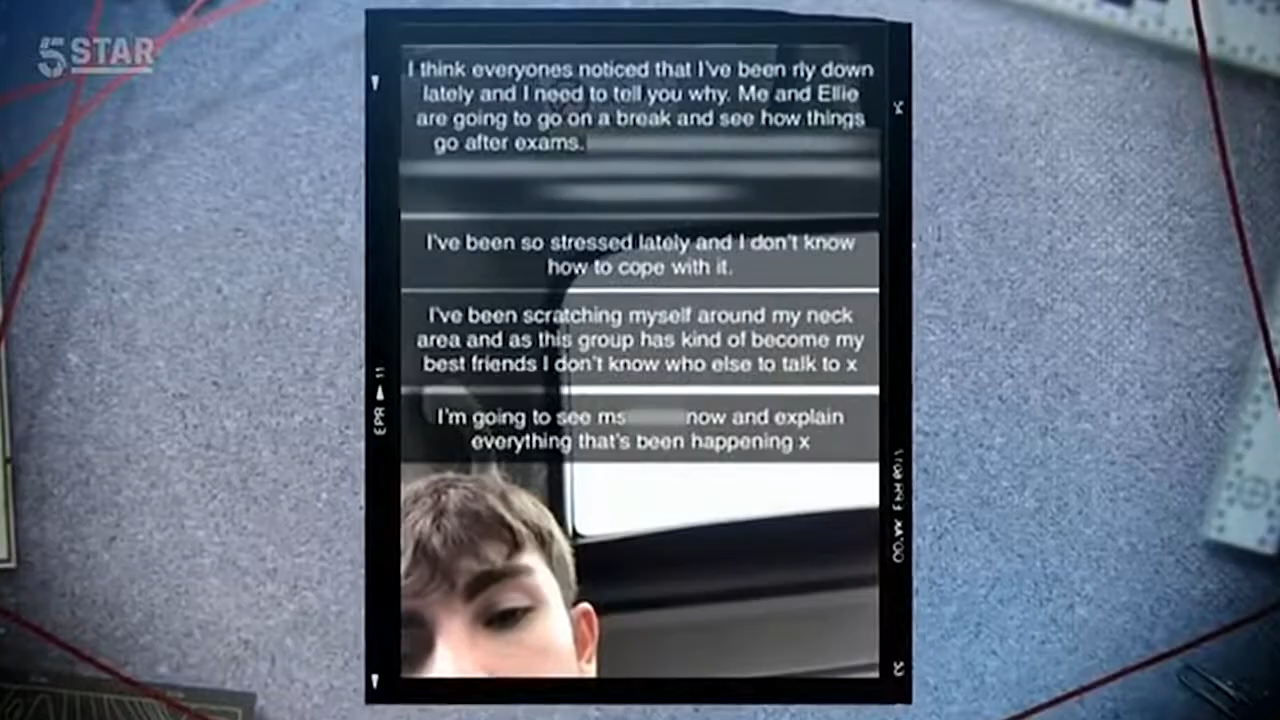 5 STAR
I think everyones noticed that I've been rly down
lately and I need to tell you why. Me and Ellie
are going to go on a break and see how things
go after exams.
I've been so stressed lately and I don't know
how to cope with it.
I've been scratching myself around my neck
area and as this group has kind of become my
best friends I don't know who else to talk to x
I'm going to see ms now and explain
everything that's been happening x
EPR ▶ 11